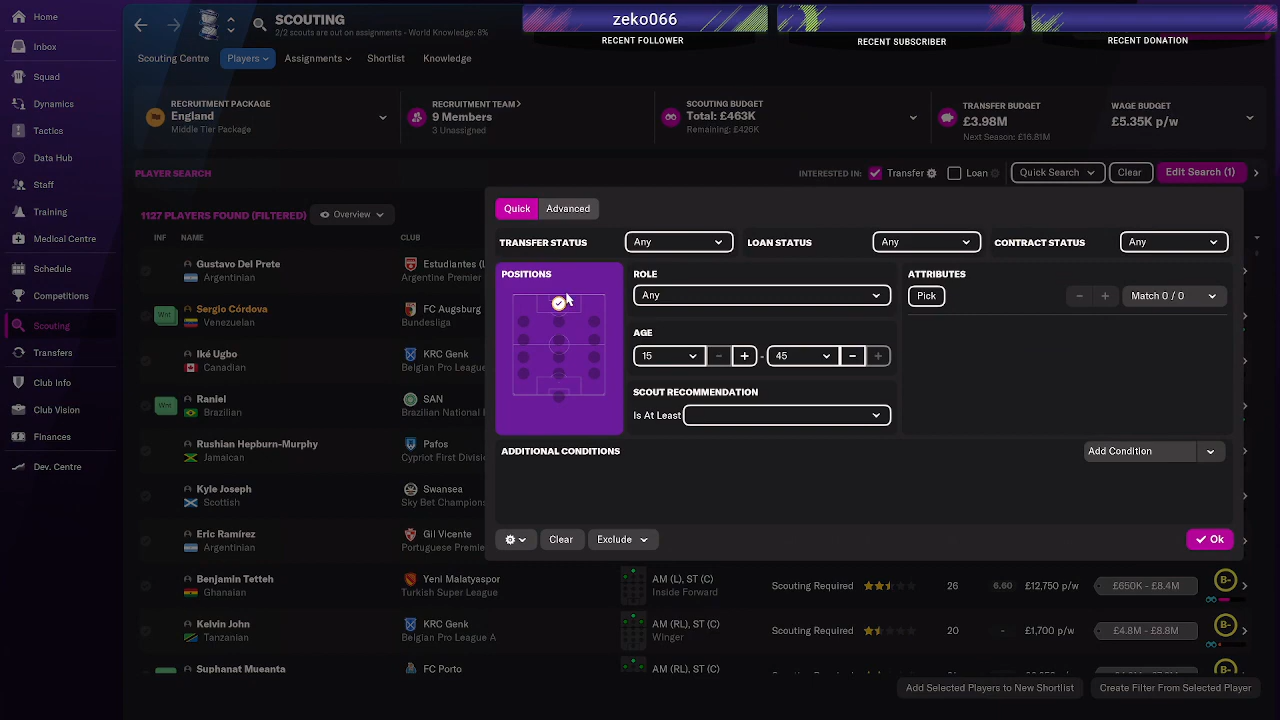 Home
Inbox
Squad
Dynamics
Tactics
Data Hub
Staff
Training
Medical Centre
Schedule
Competitions
Scouting
Transfers
Club Info
Club Vision
Finances
Dev. Centre
SCOUTING
2/2 scouts are out on assignments - World Knowledge: 8%
zeko066
RECENT FOLLOWER
RECENT SUBSCRIBER
RECENT DONATION
Scouting Centre
Players
Assignments
Shortlist
Knowledge
RECRUITMENT PACKAGE
England
Middle Tier Package
RECRUITMENT TEAM >
9 Members
3 Unassigned
SCOUTING BUDGET
Total: £463K
Remaining: £426K
TRANSFER BUDGET
£3.98M
Next Season: £16.81M
WAGE BUDGET
£5.35K p/w
PLAYER SEARCH
INTERESTED IN: Transfer Loan
Quick Search
Clear
Edit Search (1)
1127 PLAYERS FOUND (FILTERED)
Overview
INF NAME CLUB
Gustavo Del Prete
Argentinian
Estudiantes (L
Argentine Premier
Wnt
Sergio Córdova
Venezuelan
FC Augsburg
Bundesliga
Iké Ugbo
Canadian
KRC Genk
Belgian Pro League
Wnt
Raniel
Brazilian
SAN
Brazilian National
Rushian Hepburn-Murphy
Jamaican
Pafos
Cypriot First Divisi
Kyle Joseph
Scottish
Swansea
Sky Bet Champions
Eric Ramírez
Argentinian
Gil Vicente
Portuguese Premie
Benjamin Tetteh
Ghanaian
Yeni Malatyaspor
Turkish Super League
AM (L), ST (C)
Inside Forward
Scouting Required
26
6.60
£12,750 p/w
£650K - £8.4M
B-
Kelvin John
Tanzanian
KRC Genk
Belgian Pro League A
AM (RL), ST (C)
Winger
Scouting Required
20
-
£1,700 p/w
£4.8M - £8.8M
B-
Suphanat Mueanta
FC Porto
AM (RL), ST (C)
Quick
Advanced
TRANSFER STATUS
Any
LOAN STATUS
Any
CONTRACT STATUS
Any
POSITIONS
ROLE
Any
AGE
15
-
45
SCOUT RECOMMENDATION
Is At Least
ATTRIBUTES
Pick
Match 0 / 0
ADDITIONAL CONDITIONS
Add Condition
Clear
Exclude
Ok
Add Selected Players to New Shortlist
Create Filter From Selected Player